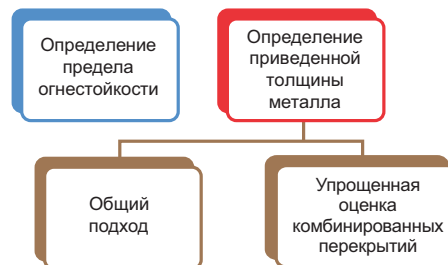 Определение
предела
огнестойкости
Определение
приведенной
толщины
металла
Общий
подход
Упрощенная
оценка
комбинированных
перекрытий